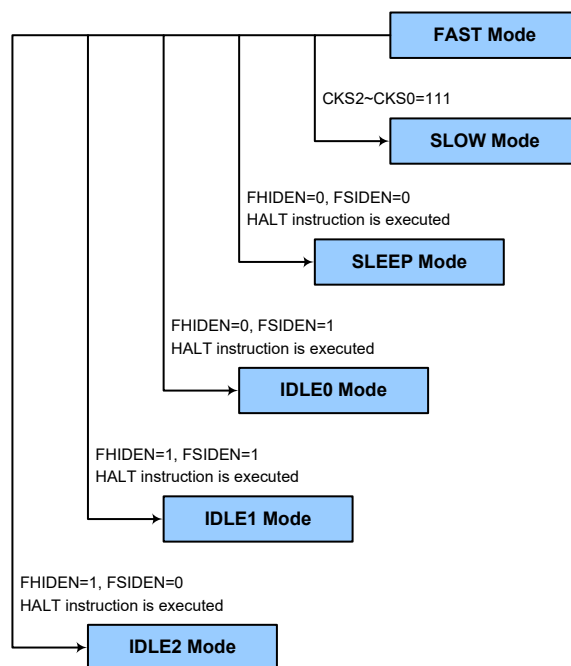 FAST Mode
CKS2~CKS0=111
SLOW Mode
FHIDEN=0, FSIDEN=0
HALT instruction is executed
SLEEP Mode
FHIDEN=0, FSIDEN=1
HALT instruction is executed
IDLE0 Mode
FHIDEN=1, FSIDEN=1
HALT instruction is executed
IDLE1 Mode
FHIDEN=1, FSIDEN=0
HALT instruction is executed
IDLE2 Mode